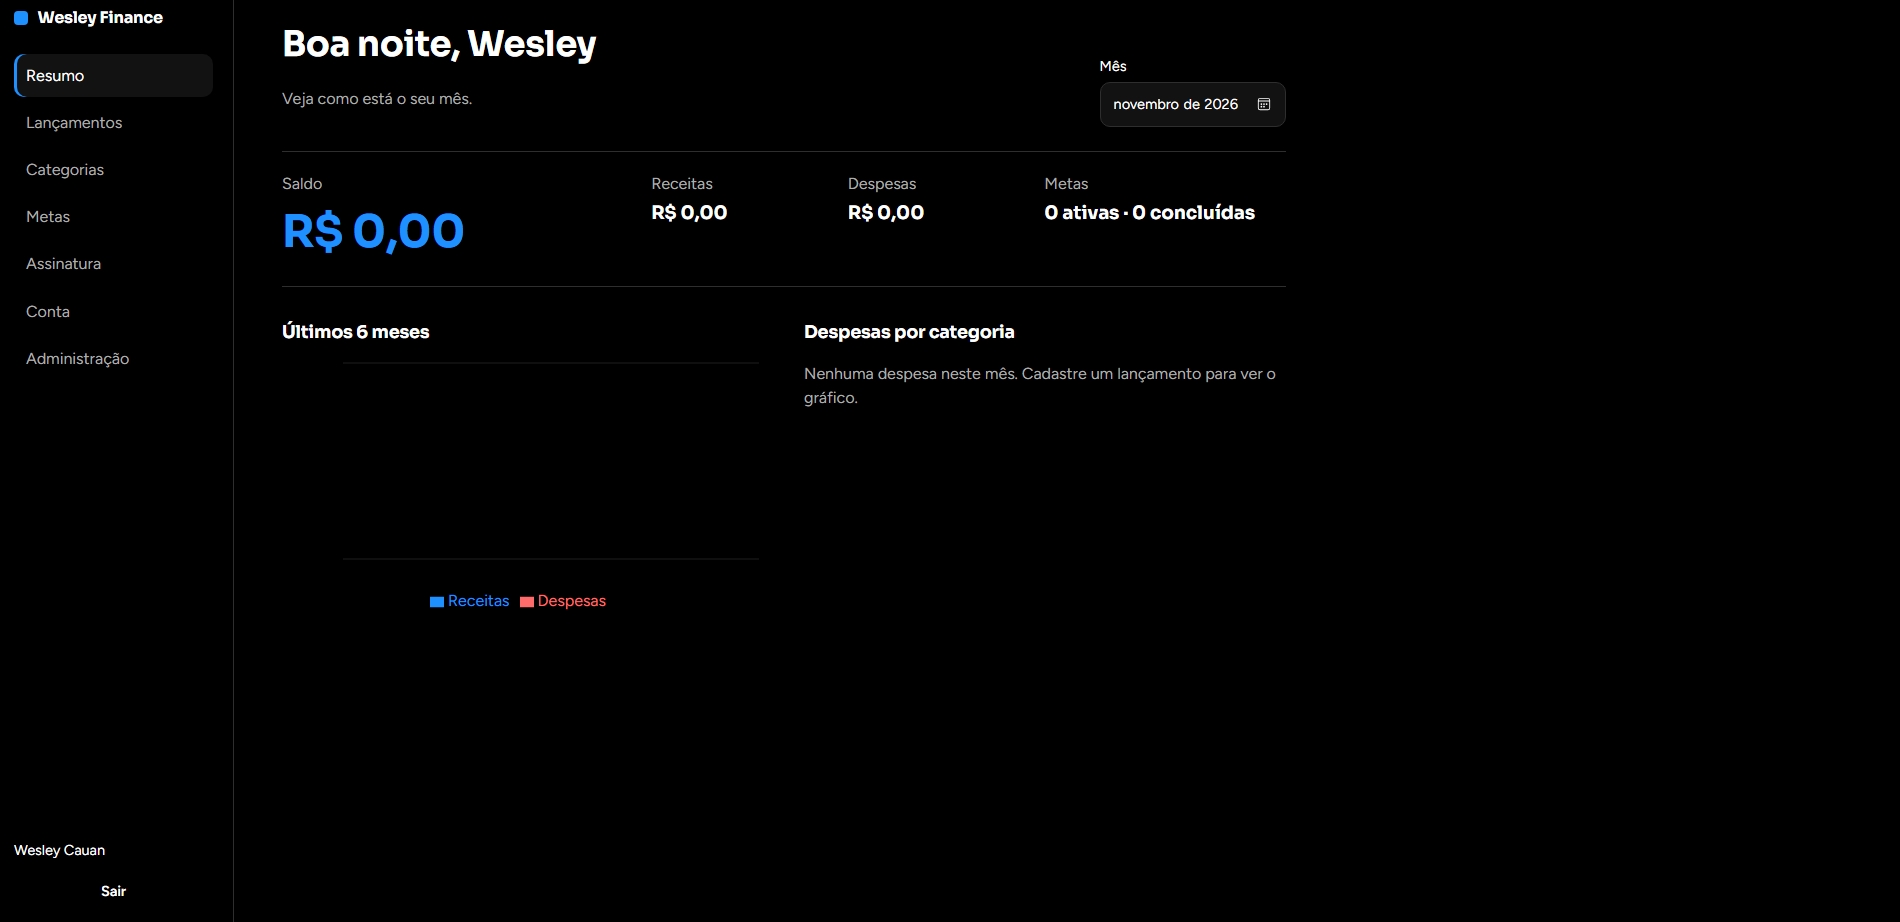 Wesley Finance
Resumo
Lançamentos
Categorias
Metas
Assinatura
Conta
Administração
Wesley Cauan
Sair
Boa noite, Wesley
Veja como está o seu mês.
Mês
novembro de 2026
Saldo
R$ 0,00
Receitas
R$ 0,00
Despesas
R$ 0,00
Metas
0 ativas · 0 concluídas
Últimos 6 meses
Receitas
Despesas
Despesas por categoria
Nenhuma despesa neste mês. Cadastre um lançamento para ver o
gráfico.